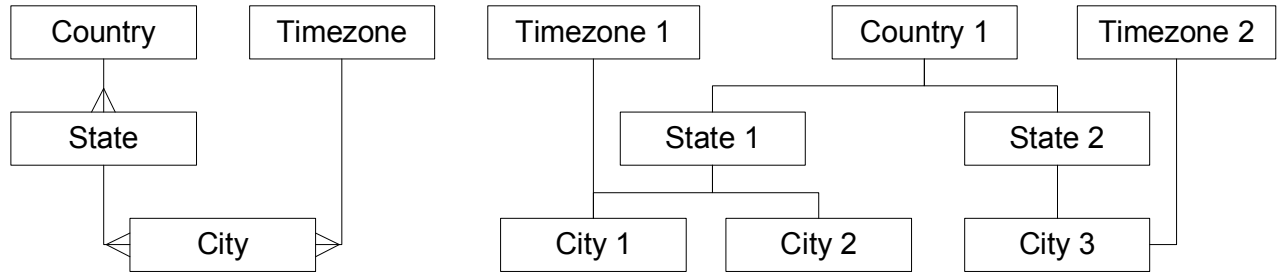 Country
Timezone
Timezone 1
Country 1
Timezone 2
State
State 1
State 2
City
City 1
City 2
City 3